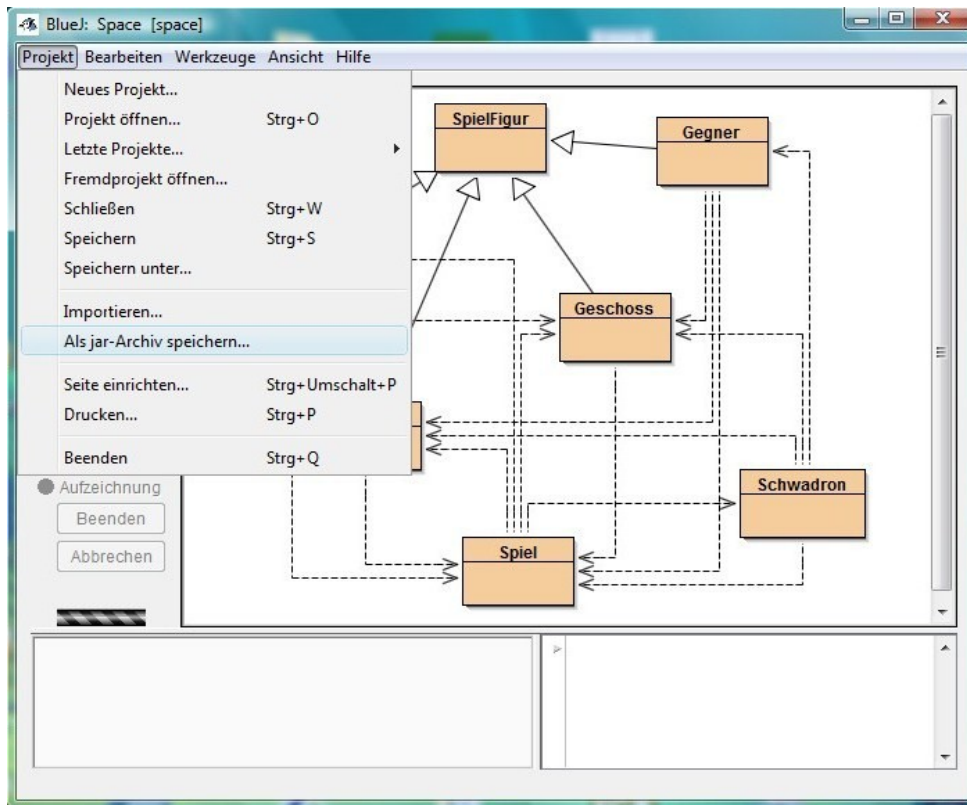 BlueJ: Space [space]
Projekt Bearbeiten Werkzeuge Ansicht Hilfe
Neues Projekt...
Projekt öffnen... Strg+O
Letzte Projekte...
Fremdprojekt öffnen...
Schließen Strg+W
Speichern Strg+S
Speichern unter...
Importieren...
Als jar-Archiv speichern...
Seite einrichten... Strg+Umschalt+P
Drucken... Strg+P
Beenden Strg+Q
Aufzeichnung
Beenden
Abbrechen
SpielFigur
Gegner
Geschoss
Schwadron
Spiel